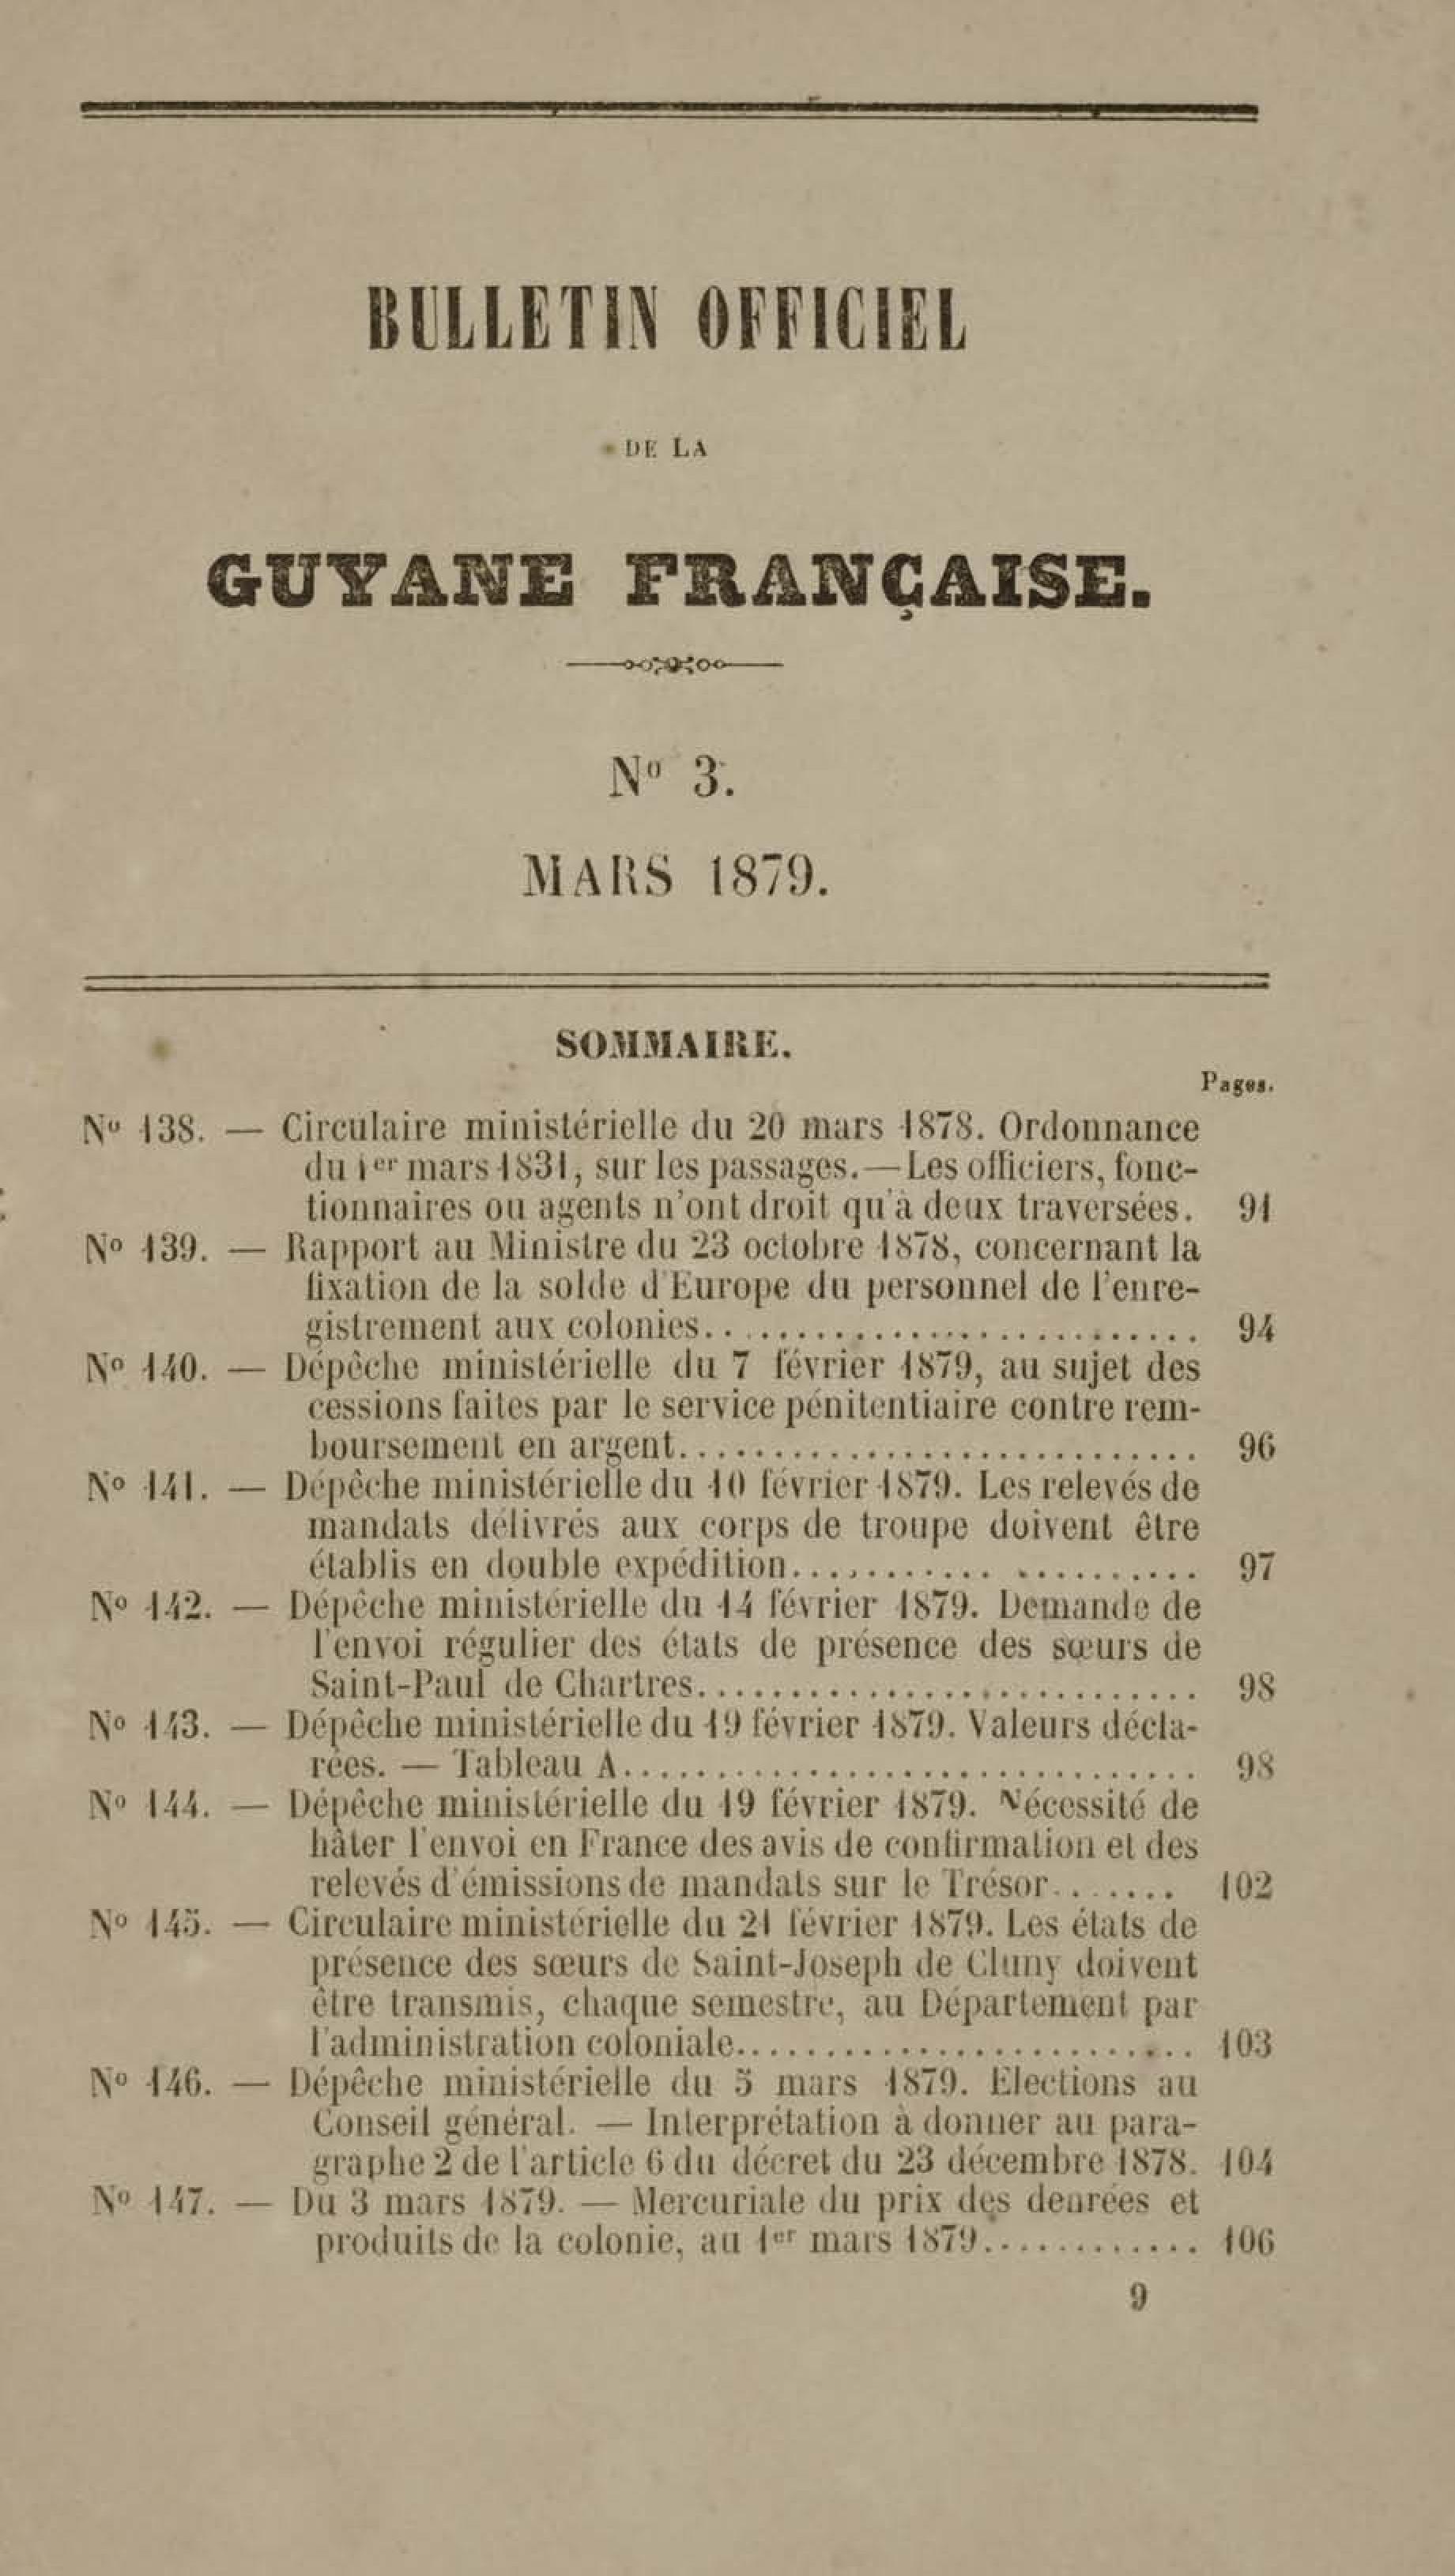 BULLETIN OFFICIEL
DE LA
GUYANE FRANÇAISE.
Nº 3.
MARS 1879.
SOMMAIRE.
Pages.
Nº 138. — Circulaire ministérielle du 20 mars 1878. Ordonnance
du 1er mars 1831, sur les passages.—Les officiers, fonc-
tionnaires ou agents n'ont droit qu'à deux traversées. 91
Nº 139. — Rapport au Ministre du 23 octobre 1878, concernant la
fixation de la solde d'Europe du personnel de l'enre-
gistrement aux colonies.......................... 94
Nº 140. — Dépêche ministérielle du 7 février 1879, au sujet des
cessions faites par le service pénitentiaire contre rem-
boursement en argent............................ 96
Nº 141. — Dépêche ministérielle du 10 février 1879. Les relevés de
mandats délivrés aux corps de troupe doivent être
établis en double expédition...................... 97
Nº 142. — Dépêche ministérielle du 14 février 1879. Demande de
l'envoi régulier des états de présence des sœurs de
Saint-Paul de Chartres........................... 98
Nº 143. — Dépêche ministérielle du 19 février 1879. Valeurs décla-
rées. — Tableau A............................... 98
Nº 144. — Dépêche ministérielle du 19 février 1879. Nécessité de
hâter l'envoi en France des avis de confirmation et des
relevés d'émissions de mandats sur le Trésor....... 102
Nº 145. — Circulaire ministérielle du 21 février 1879. Les états de
présence des sœurs de Saint-Joseph de Cluny doivent
être transmis, chaque semestre, au Département par
l'administration coloniale......................... 103
Nº 146. — Dépêche ministérielle du 5 mars 1879. Elections au
Conseil général. — Interprétation à donner au para-
graphe 2 de l'article 6 du décret du 23 décembre 1878. 104
Nº 147. — Du 3 mars 1879. — Mercuriale du prix des denrées et
produits de la colonie, au 1er mars 1879............ 106
9